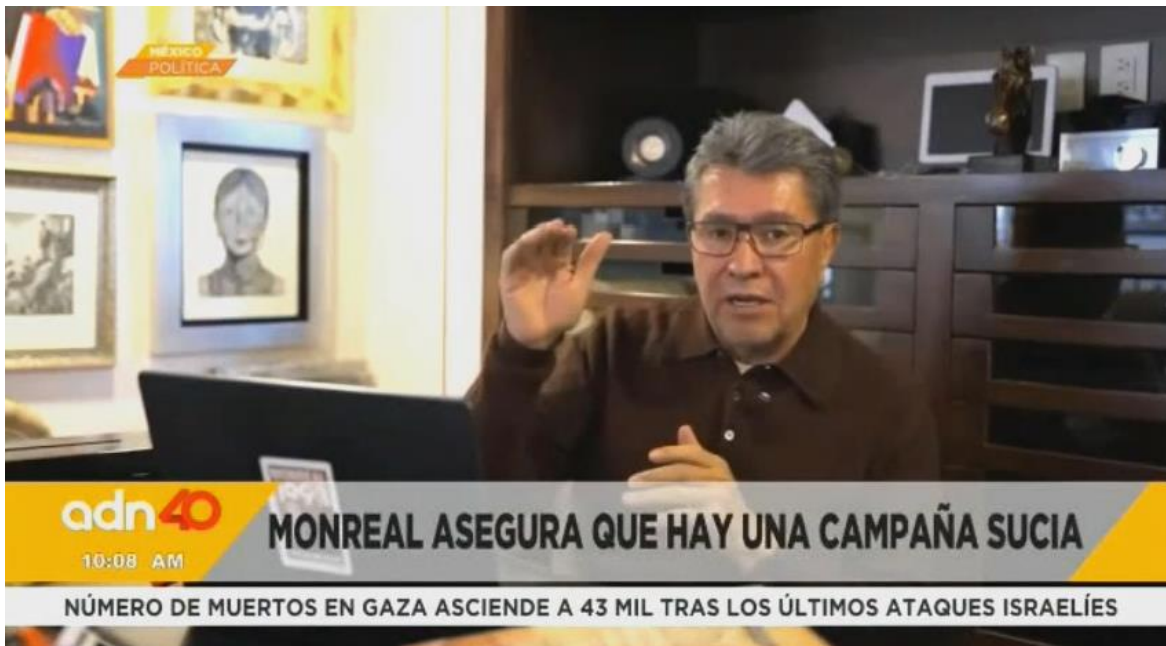 MÉXICO
POLÍTICA
adn40
10:08 AM
MONREAL ASEGURA QUE HAY UNA CAMPAÑA SUCIA
NÚMERO DE MUERTOS EN GAZA ASCIENDE A 43 MIL TRAS LOS ÚLTIMOS ATAQUES ISRAELÍES